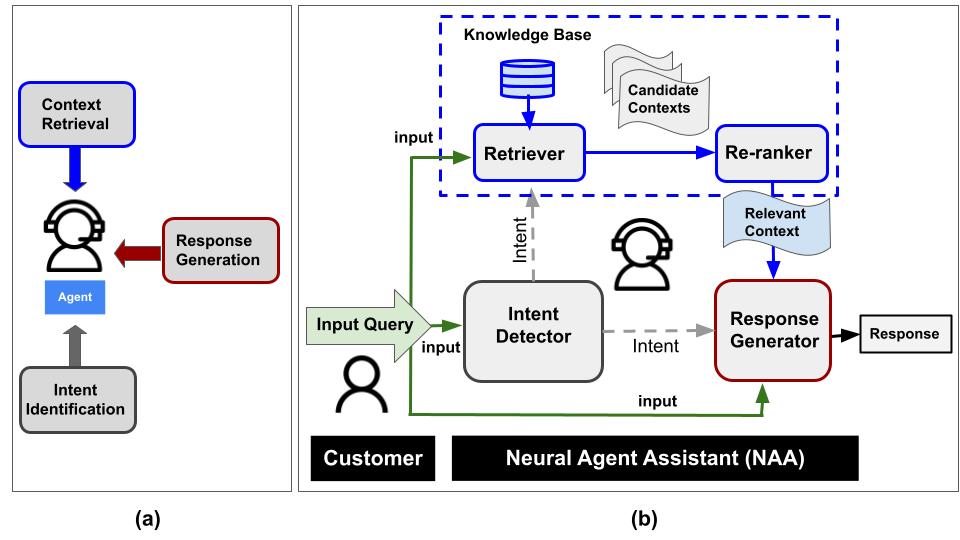 Context
Retrieval
Response
Generation
Agent
Intent
Identification
(a)
Knowledge Base
Candidate
Contexts
input
Retriever
Re-ranker
Relevant
Context
Intent
Input Query
input
Intent
Detector
Intent
Response
Generator
Response
input
Customer
Neural Agent Assistant (NAA)
(b)